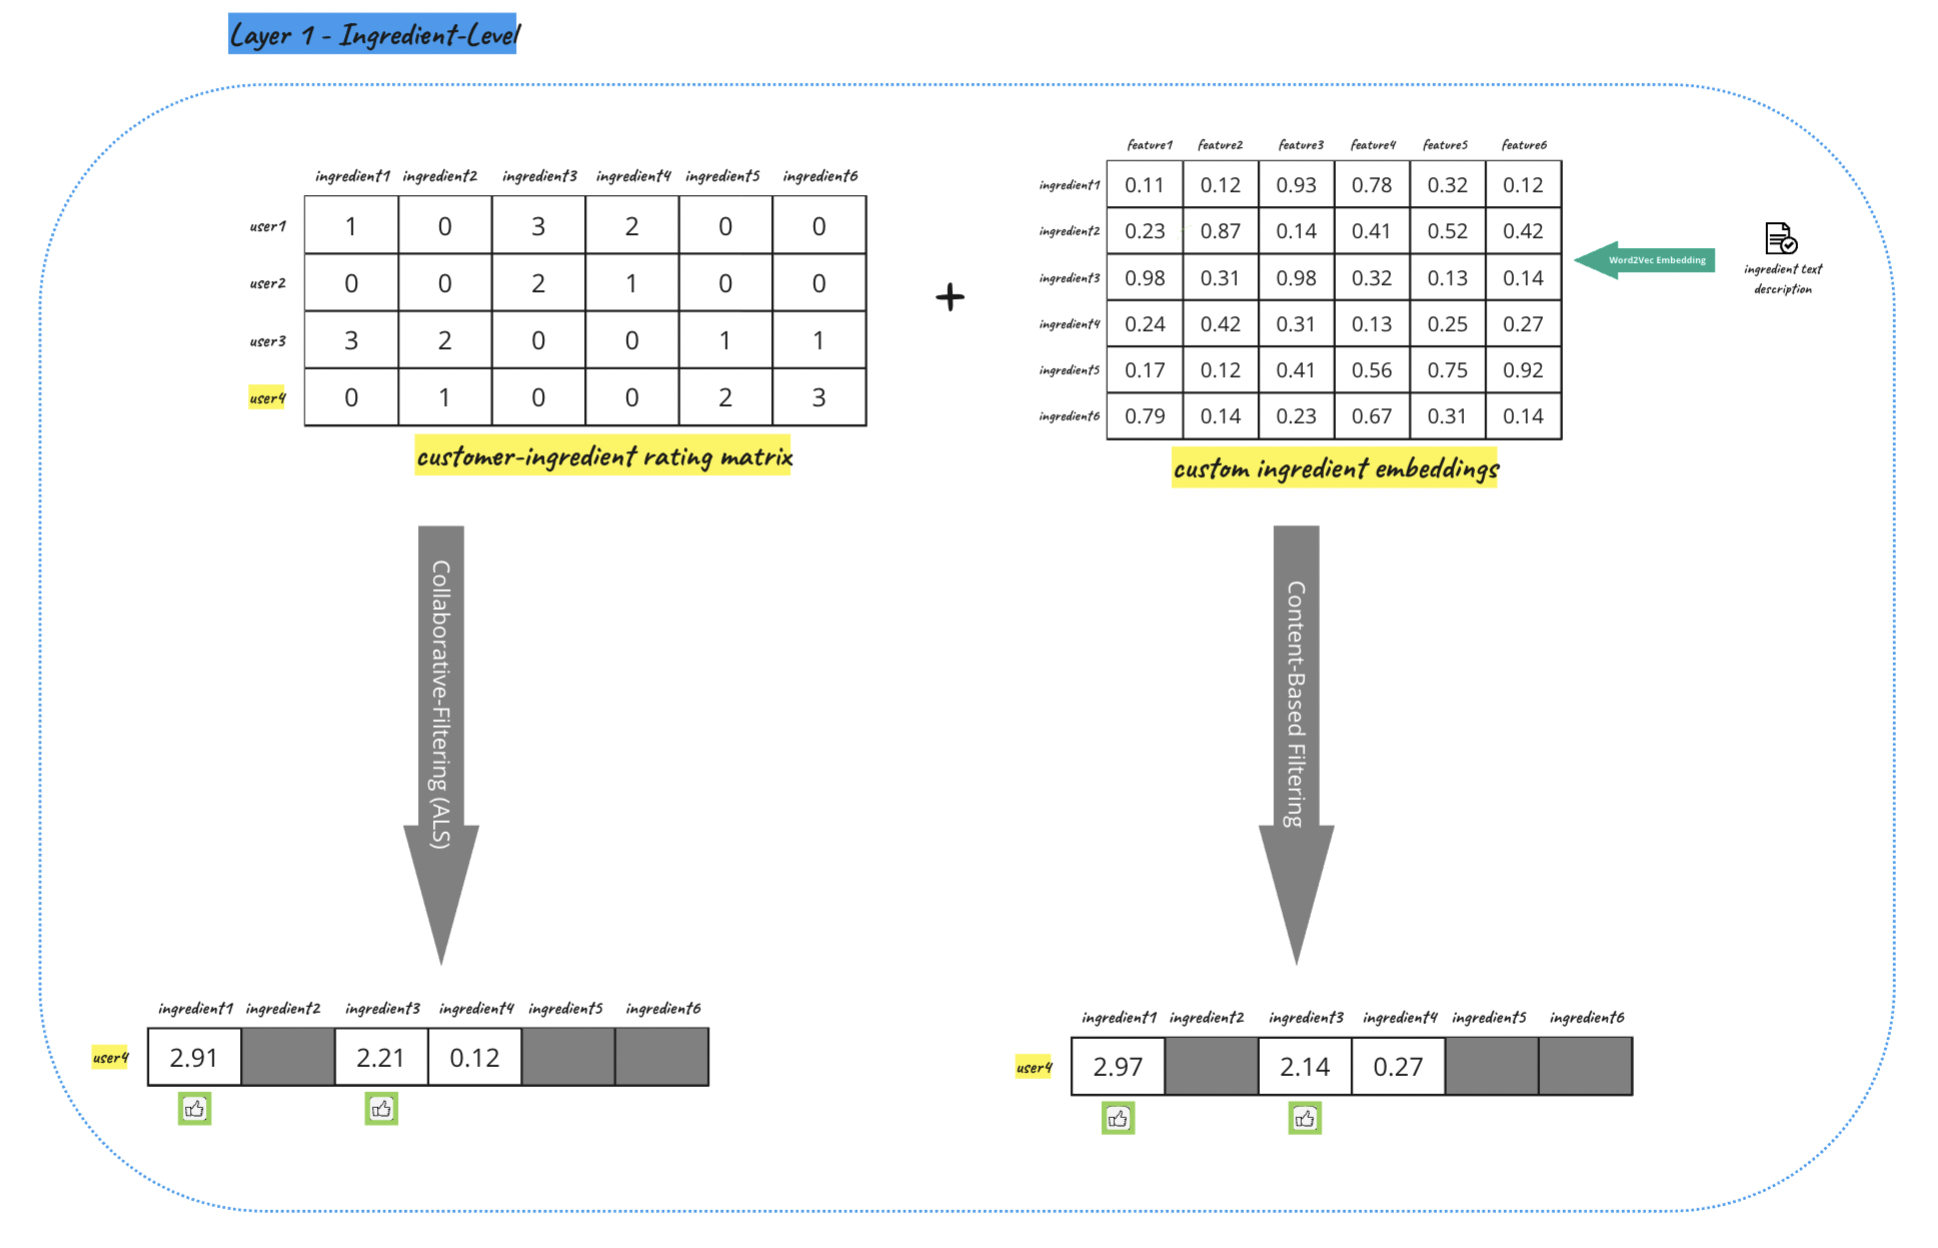 Layer 1 - Ingredient-Level
ingredient1 ingredient2 ingredient3 ingredient4 ingredient5 ingredient6
user1 1 0 3 2 0 0
user2 0 0 2 1 0 0
user3 3 2 0 0 1 1
user4 0 1 0 0 2 3
customer-ingredient rating matrix
+
feature1 feature2 feature3 feature4 feature5 feature6
ingredient1 0.11 0.12 0.93 0.78 0.32 0.12
ingredient2 0.23 0.87 0.14 0.41 0.52 0.42
ingredient3 0.98 0.31 0.98 0.32 0.13 0.14
ingredient4 0.24 0.42 0.31 0.13 0.25 0.27
ingredient5 0.17 0.12 0.41 0.56 0.75 0.92
ingredient6 0.79 0.14 0.23 0.67 0.31 0.14
custom ingredient embeddings
Word2Vec Embedding
ingredient text
description
Collaborative-Filtering (ALS)
Content-Based Filtering
ingredient1 ingredient2 ingredient3 ingredient4 ingredient5 ingredient6
user4 2.91 2.21 0.12
ingredient1 ingredient2 ingredient3 ingredient4 ingredient5 ingredient6
user4 2.97 2.14 0.27